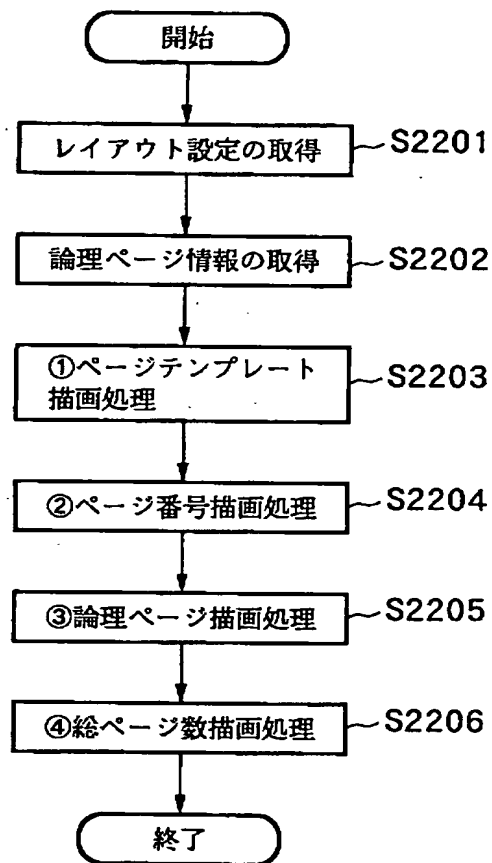 開始
レイアウト設定の取得
S2201
論理ページ情報の取得
S2202
①ページテンプレート
描画処理
S2203
②ページ番号描画処理
S2204
③論理ページ描画処理
S2205
④総ページ数描画処理
S2206
終了